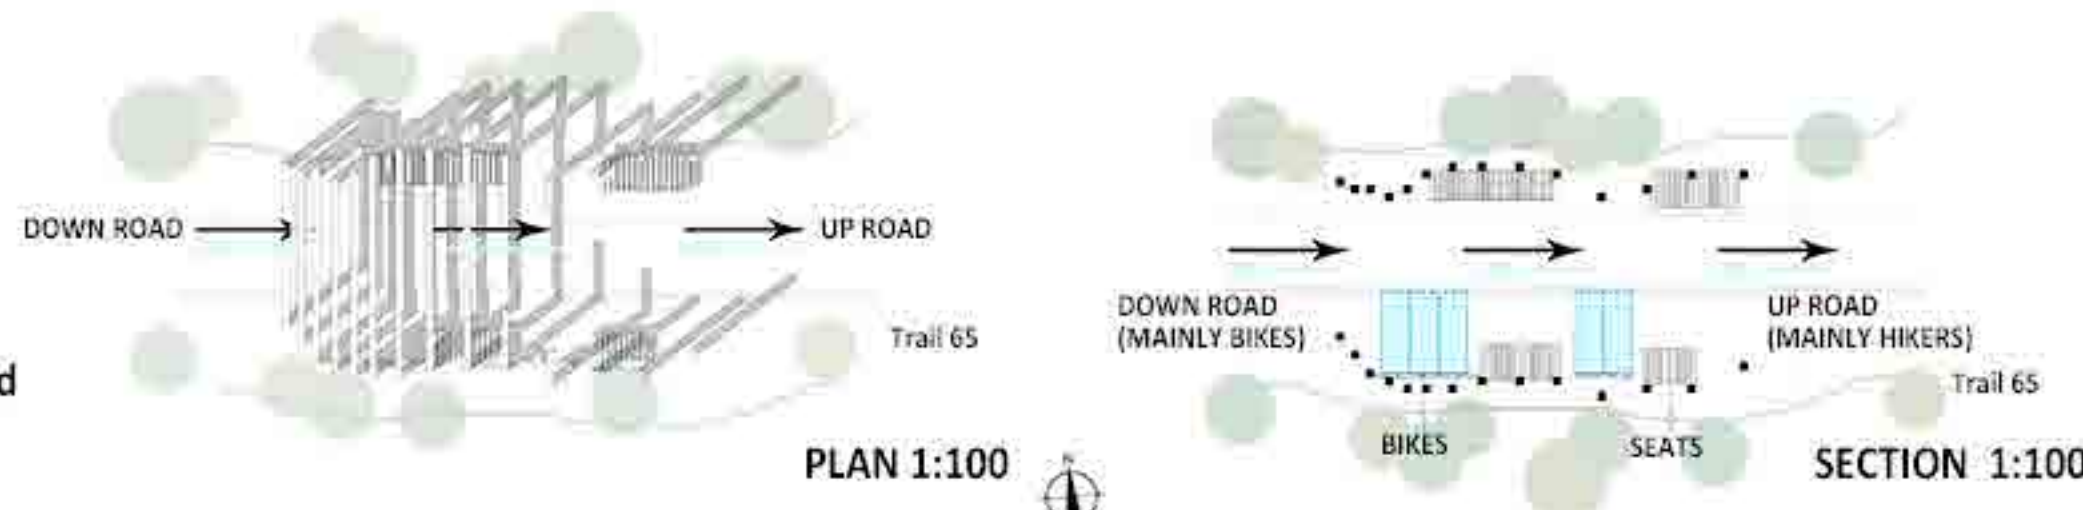 DOWN ROAD
UP ROAD
Trail 65
d
PLAN 1:100
N
DOWN ROAD
(MAINLY BIKES)
UP ROAD
(MAINLY HIKERS)
Trail 65
BIKES
SEATS
SECTION 1:100